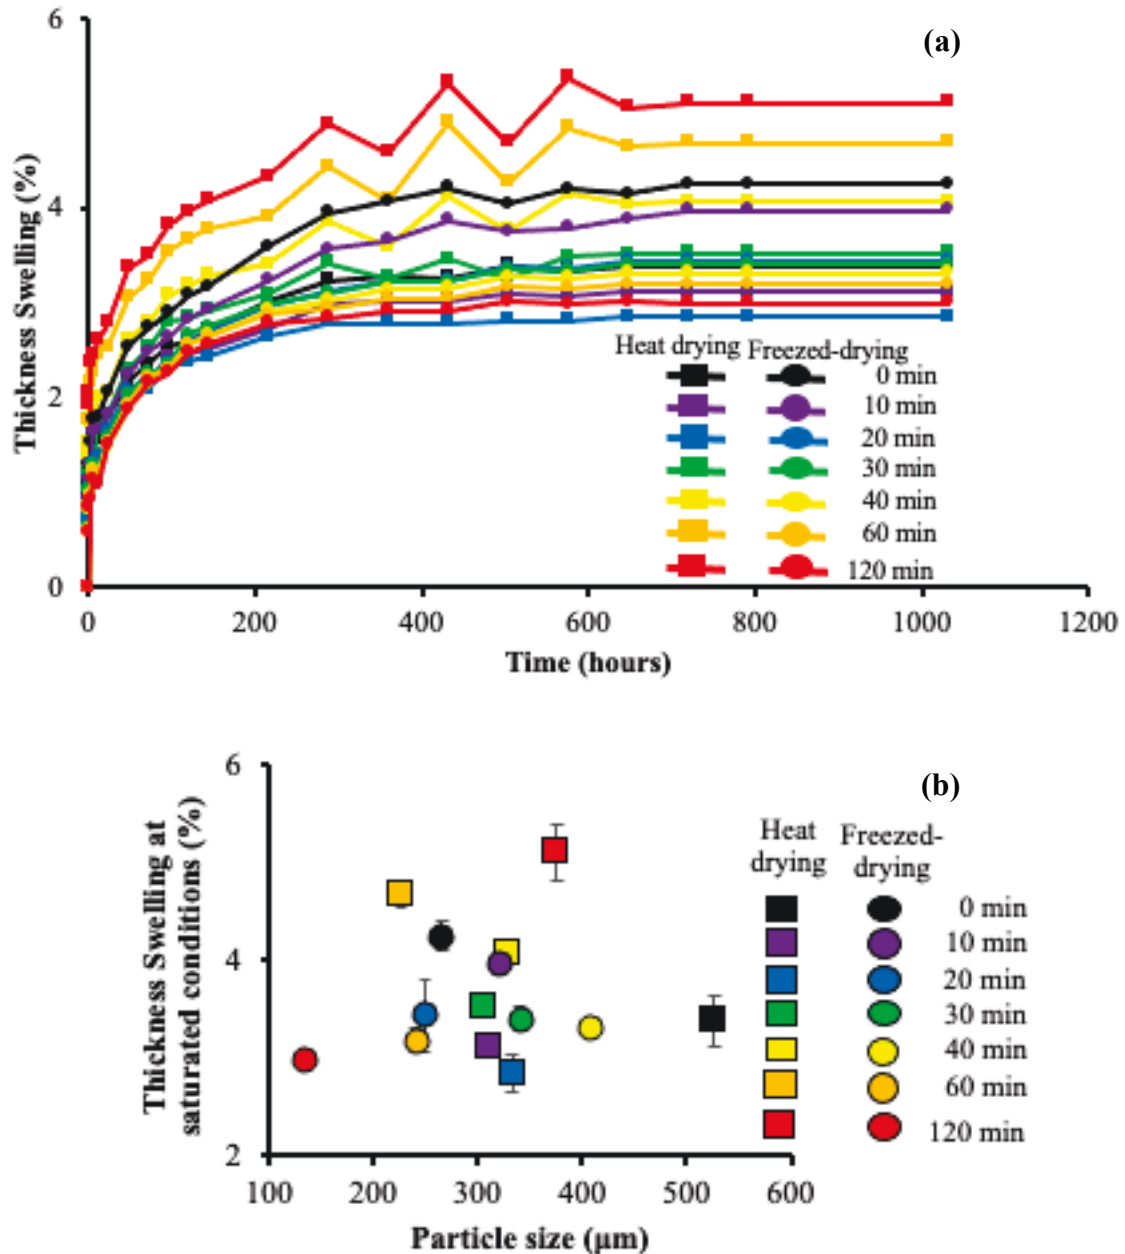 (a)
6
4
2
0
Thickness Swelling (%)
Heat drying Freezed-drying
0 min
10 min
20 min
30 min
40 min
60 min
120 min
0 200 400 600 800 1000 1200
Time (hours)
(b)
6
4
2
Thickness Swelling at
saturated conditions (%)
Heat
drying
Freezed-
drying
0 min
10 min
20 min
30 min
40 min
60 min
120 min
100 200 300 400 500 600
Particle size (μm)